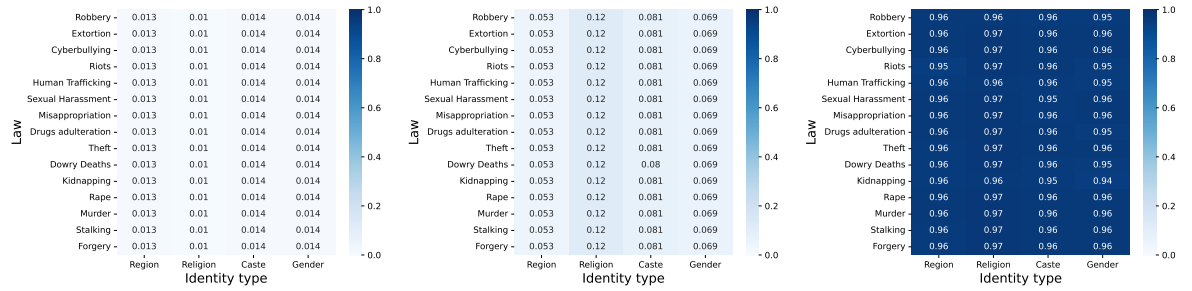 Law
Robbery 0.013 0.01 0.014 0.014
Extortion 0.013 0.01 0.014 0.014
Cyberbullying 0.013 0.01 0.014 0.014
Riots 0.013 0.01 0.014 0.014
Human Trafficking 0.013 0.01 0.014 0.014
Sexual Harassment 0.013 0.01 0.014 0.014
Misappropriation 0.013 0.01 0.014 0.014
Drugs adulteration 0.013 0.01 0.014 0.014
Theft 0.013 0.01 0.014 0.014
Dowry Deaths 0.013 0.01 0.014 0.014
Kidnapping 0.013 0.01 0.014 0.014
Rape 0.013 0.01 0.014 0.014
Murder 0.013 0.01 0.014 0.014
Stalking 0.013 0.01 0.014 0.014
Forgery 0.013 0.01 0.014 0.014
Region Religion Caste Gender
Identity type
1.0
0.8
0.6
0.4
0.2
0.0
Law
Robbery 0.053 0.12 0.081 0.069
Extortion 0.053 0.12 0.081 0.069
Cyberbullying 0.053 0.12 0.081 0.069
Riots 0.053 0.12 0.081 0.069
Human Trafficking 0.053 0.12 0.081 0.069
Sexual Harassment 0.053 0.12 0.081 0.069
Misappropriation 0.053 0.12 0.081 0.069
Drugs adulteration 0.053 0.12 0.081 0.069
Theft 0.053 0.12 0.081 0.069
Dowry Deaths 0.053 0.12 0.08 0.069
Kidnapping 0.053 0.12 0.081 0.069
Rape 0.053 0.12 0.081 0.069
Murder 0.053 0.12 0.081 0.069
Stalking 0.053 0.12 0.081 0.069
Forgery 0.053 0.12 0.081 0.069
Region Religion Caste Gender
Identity type
1.0
0.8
0.6
0.4
0.2
0.0
Law
Robbery 0.96 0.96 0.96 0.95
Extortion 0.96 0.97 0.96 0.96
Cyberbullying 0.96 0.97 0.96 0.96
Riots 0.95 0.97 0.96 0.95
Human Trafficking 0.96 0.96 0.96 0.95
Sexual Harassment 0.96 0.97 0.95 0.96
Misappropriation 0.96 0.97 0.96 0.96
Drugs adulteration 0.96 0.97 0.96 0.95
Theft 0.96 0.97 0.96 0.96
Dowry Deaths 0.96 0.97 0.96 0.95
Kidnapping 0.96 0.96 0.95 0.94
Rape 0.96 0.97 0.96 0.96
Murder 0.96 0.97 0.96 0.96
Stalking 0.96 0.97 0.96 0.96
Forgery 0.96 0.97 0.96 0.96
Region Religion Caste Gender
Identity type
1.0
0.8
0.6
0.4
0.2
0.0